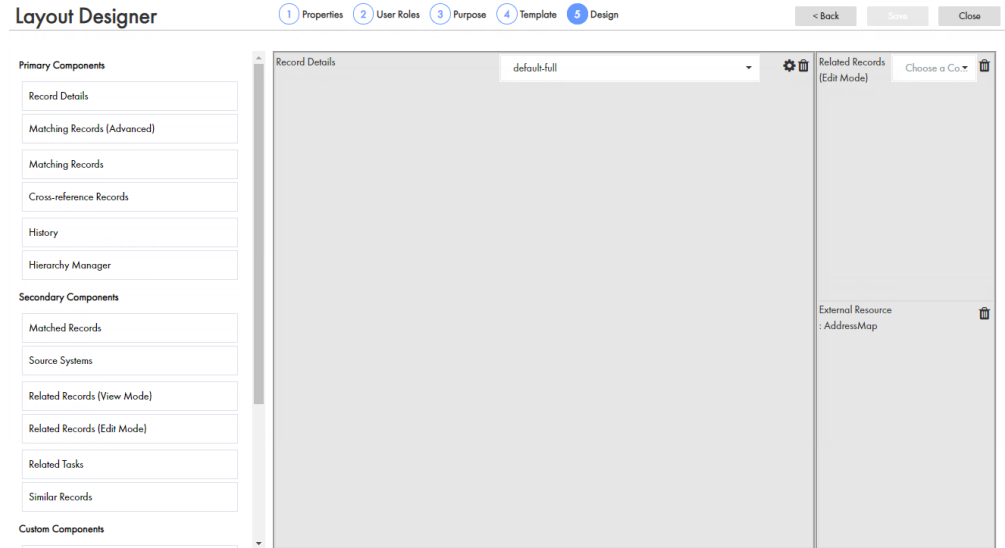 Layout Designer
1 Properties 2 User Roles 3 Purpose 4 Template 5 Design
< Back Save Close
Primary Components
Record Details
Matching Records (Advanced)
Matching Records
Cross-reference Records
History
Hierarchy Manager
Secondary Components
Matched Records
Source Systems
Related Records (View Mode)
Related Records (Edit Mode)
Related Tasks
Similar Records
Custom Components
Record Details
default-full
Related Records
(Edit Mode)
Choose a Co...
External Resource
: AddressMap